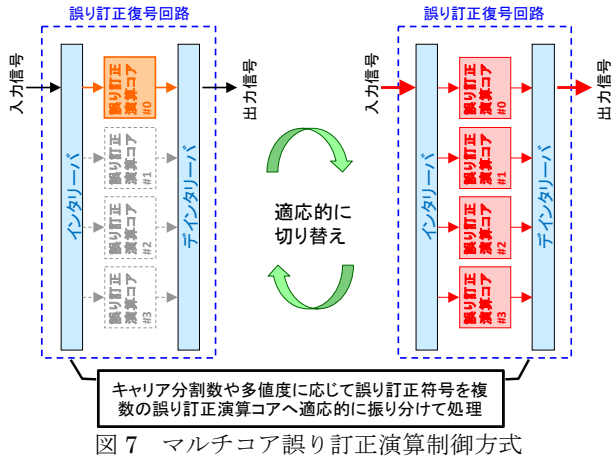 誤り訂正復号回路
入力信号
インタリーバ
誤り訂正
演算コア
#0
誤り訂正
演算コア
#1
誤り訂正
演算コア
#2
誤り訂正
演算コア
#3
デインタリーバ
出力信号
適応的に
切り替え
誤り訂正復号回路
入力信号
インタリーバ
誤り訂正
演算コア
#0
誤り訂正
演算コア
#1
誤り訂正
演算コア
#2
誤り訂正
演算コア
#3
デインタリーバ
出力信号
キャリア分割数や多値度に応じて誤り訂正符号を複
数の誤り訂正演算コアへ適応的に振り分けて処理
図 7　マルチコア誤り訂正演算制御方式